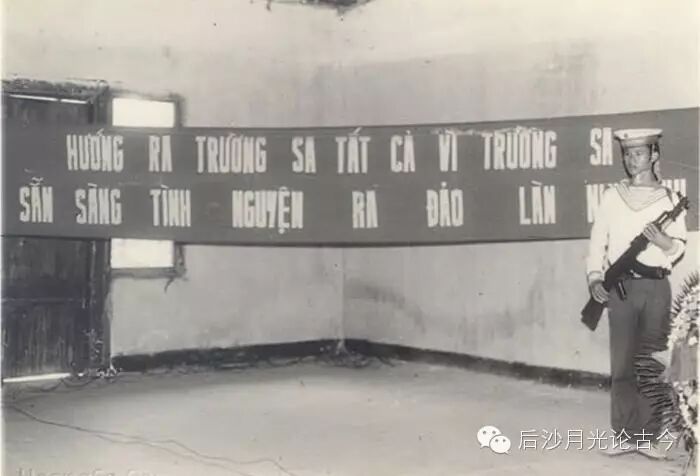 HƯỚNG RA TRƯỜNG SA TẤT CẢ VÌ TRƯỜNG SA
SẴN SÀNG TÌNH NGUYỆN RA ĐẢO LÀM
后沙月光论古今